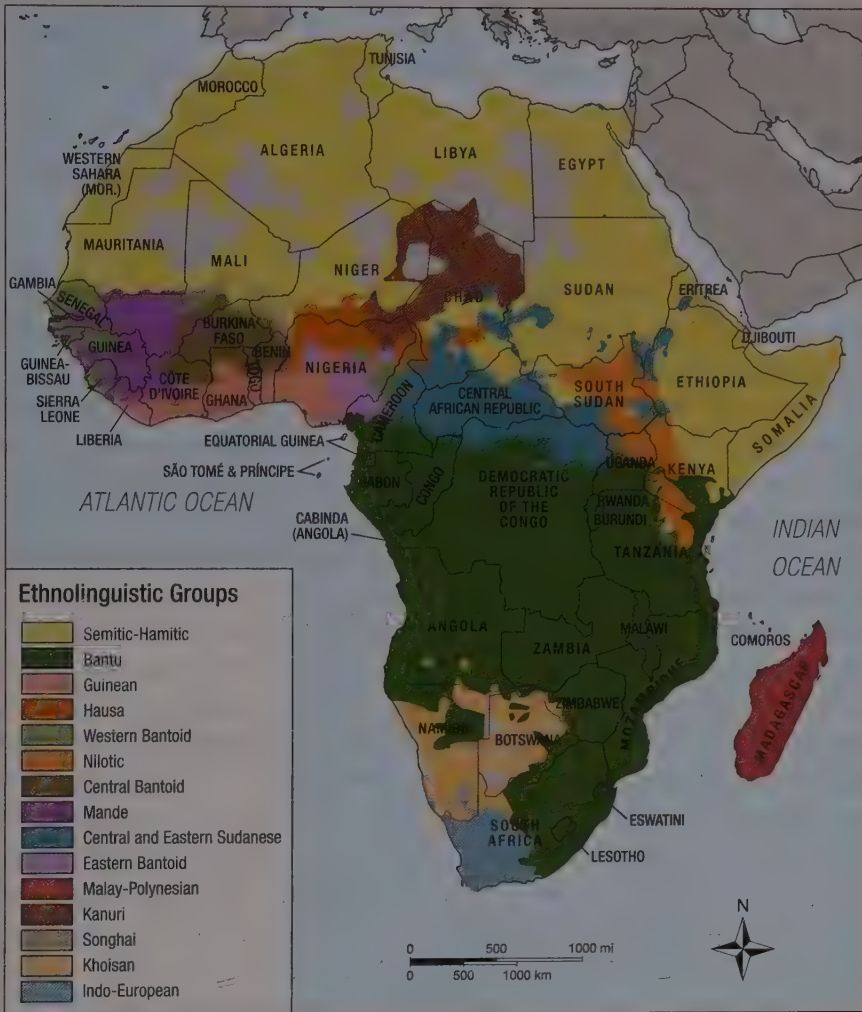 TUNISIA
MOROCCO
ALGERIA
LIBYA
EGYPT
WESTERN
SAHARA
(MOR.)
MAURITANIA
MALI
NIGER
CHAD
SUDAN
ERITREA
DJIBOUTI
GAMBIA
SENEGAL
GUINEA-
BISSAU
GUINEA
SIERRA
LEONE
LIBERIA
CÔTE
D'IVOIRE
BURKINA
FASO
GHANA
TOGO
BENIN
NIGERIA
CAMEROON
CENTRAL
AFRICAN REPUBLIC
SOUTH
SUDAN
ETHIOPIA
SOMALIA
EQUATORIAL GUINEA
SÃO TOMÉ & PRÍNCIPE
GABON
CONGO
DEMOCRATIC
REPUBLIC
OF THE
CONGO
UGANDA
KENYA
RWANDA
BURUNDI
TANZANIA
ATLANTIC OCEAN
CABINDA
(ANGOLA)
INDIAN
OCEAN
ANGOLA
ZAMBIA
MALAWI
COMOROS
MOZAMBIQUE
ZIMBABWE
MADAGASCAR
NAMIBIA
BOTSWANA
SOUTH
AFRICA
ESWATINI
LESOTHO
Ethnolinguistic Groups
Semitic-Hamitic
Bantu
Guinean
Hausa
Western Bantoid
Nilotic
Central Bantoid
Mande
Central and Eastern Sudanese
Eastern Bantoid
Malay-Polynesian
Kanuri
Songhai
Khoisan
Indo-European
0 500 1000 mi
0 500 1000 km
N